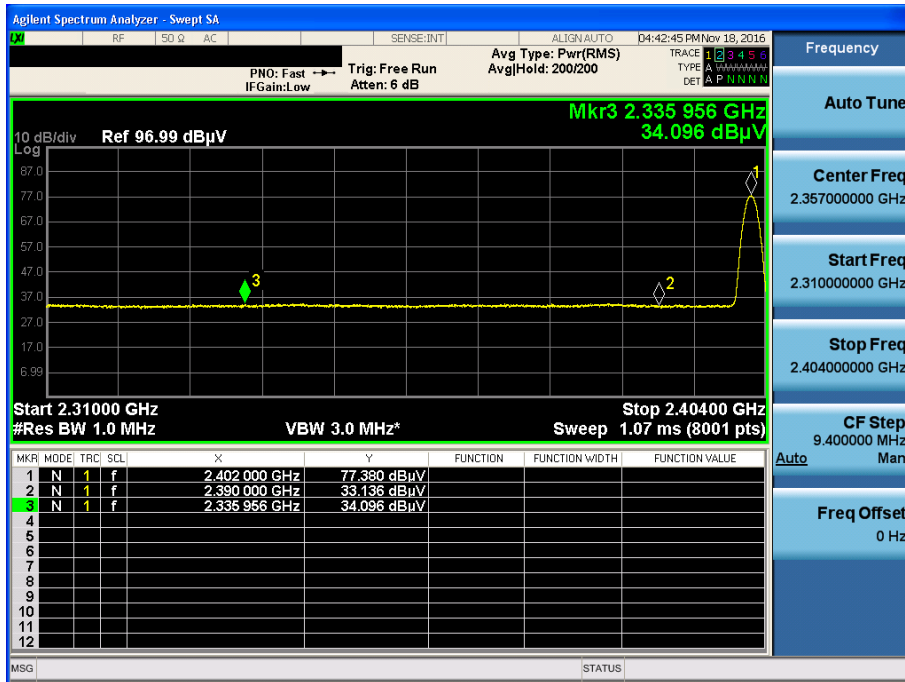 Agilent Spectrum Analyzer - Swept SA
LXI RF 50 Ω AC SENSE:INT ALIGN AUTO 04:42:45 PM Nov 18, 2016
PNO: Fast Trig: Free Run Avg Type: Pwr(RMS) TRACE 1 2 3 4 5 6
IFGain:Low Atten: 6 dB Avg|Hold: 200/200 TYPE A WWWWW
DET A P N N N N
Mkr3 2.335 956 GHz
34.096 dBµV
10 dB/div Ref 96.99 dBµV
Log
87.0
77.0
67.0
57.0
47.0
37.0
27.0
17.0
6.99
1
2
3
Start 2.31000 GHz Stop 2.40400 GHz
#Res BW 1.0 MHz VBW 3.0 MHz* Sweep 1.07 ms (8001 pts)
MKR MODE TRC SCL X Y FUNCTION FUNCTION WIDTH FUNCTION VALUE
1 N 1 f 2.402 000 GHz 77.380 dBµV
2 N 1 f 2.390 000 GHz 33.136 dBµV
3 N 1 f 2.335 956 GHz 34.096 dBµV
4
5
6
7
8
9
10
11
12
MSG STATUS
Frequency
Auto Tune
Center Freq
2.357000000 GHz
Start Freq
2.310000000 GHz
Stop Freq
2.404000000 GHz
CF Step
9.400000 MHz
Auto Man
Freq Offset
0 Hz